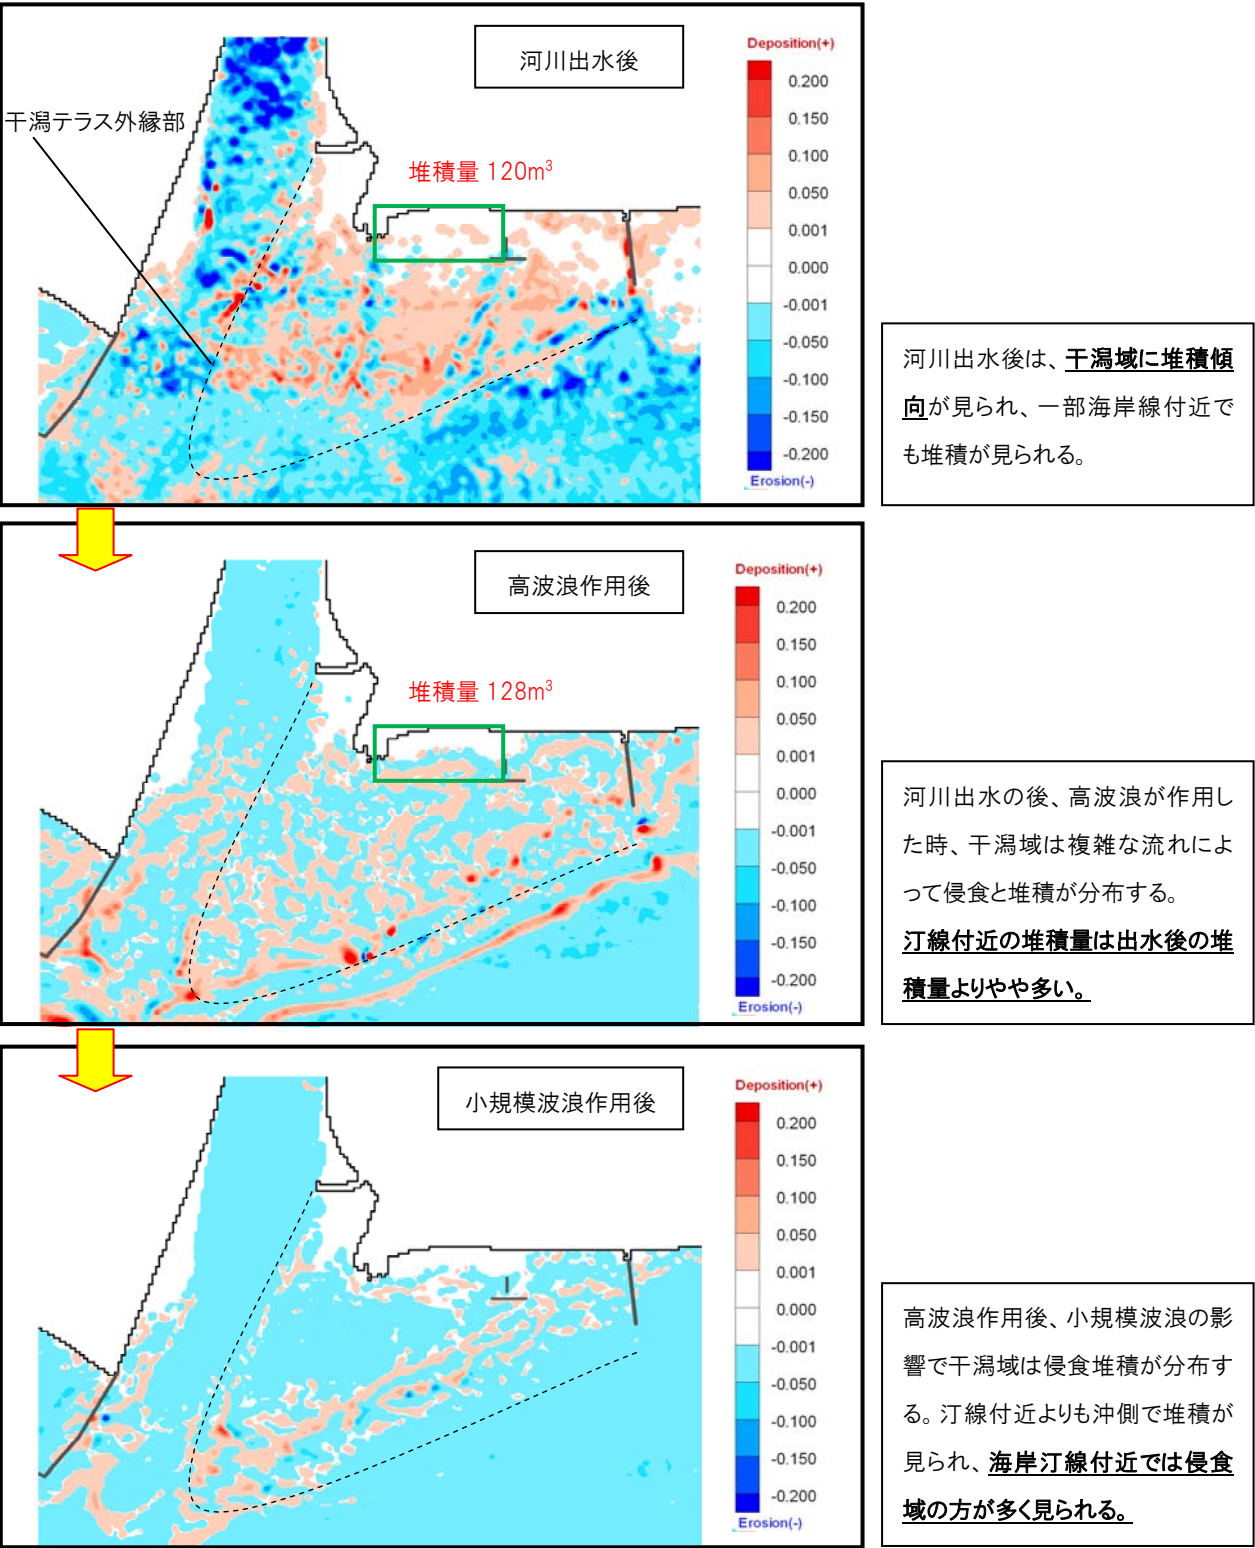 河川出水後
干潟テラス外縁部
堆積量 120m³
Deposition(+)
0.200
0.150
0.100
0.050
0.001
0.000
-0.001
-0.050
-0.100
-0.150
-0.200
Erosion(-)
河川出水後は、干潟域に堆積傾
向が見られ、一部海岸線付近で
も堆積が見られる。
高波浪作用後
堆積量 128m³
Deposition(+)
0.200
0.150
0.100
0.050
0.001
0.000
-0.001
-0.050
-0.100
-0.150
-0.200
Erosion(-)
河川出水の後、高波浪が作用し
た時、干潟域は複雑な流れによ
って侵食と堆積が分布する。
汀線付近の堆積量は出水後の堆
積量よりやや多い。
小規模波浪作用後
Deposition(+)
0.200
0.150
0.100
0.050
0.001
0.000
-0.001
-0.050
-0.100
-0.150
-0.200
Erosion(-)
高波浪作用後、小規模波浪の影
響で干潟域は侵食堆積が分布す
る。汀線付近よりも沖側で堆積が
見られ、海岸汀線付近では侵食
域の方が多く見られる。